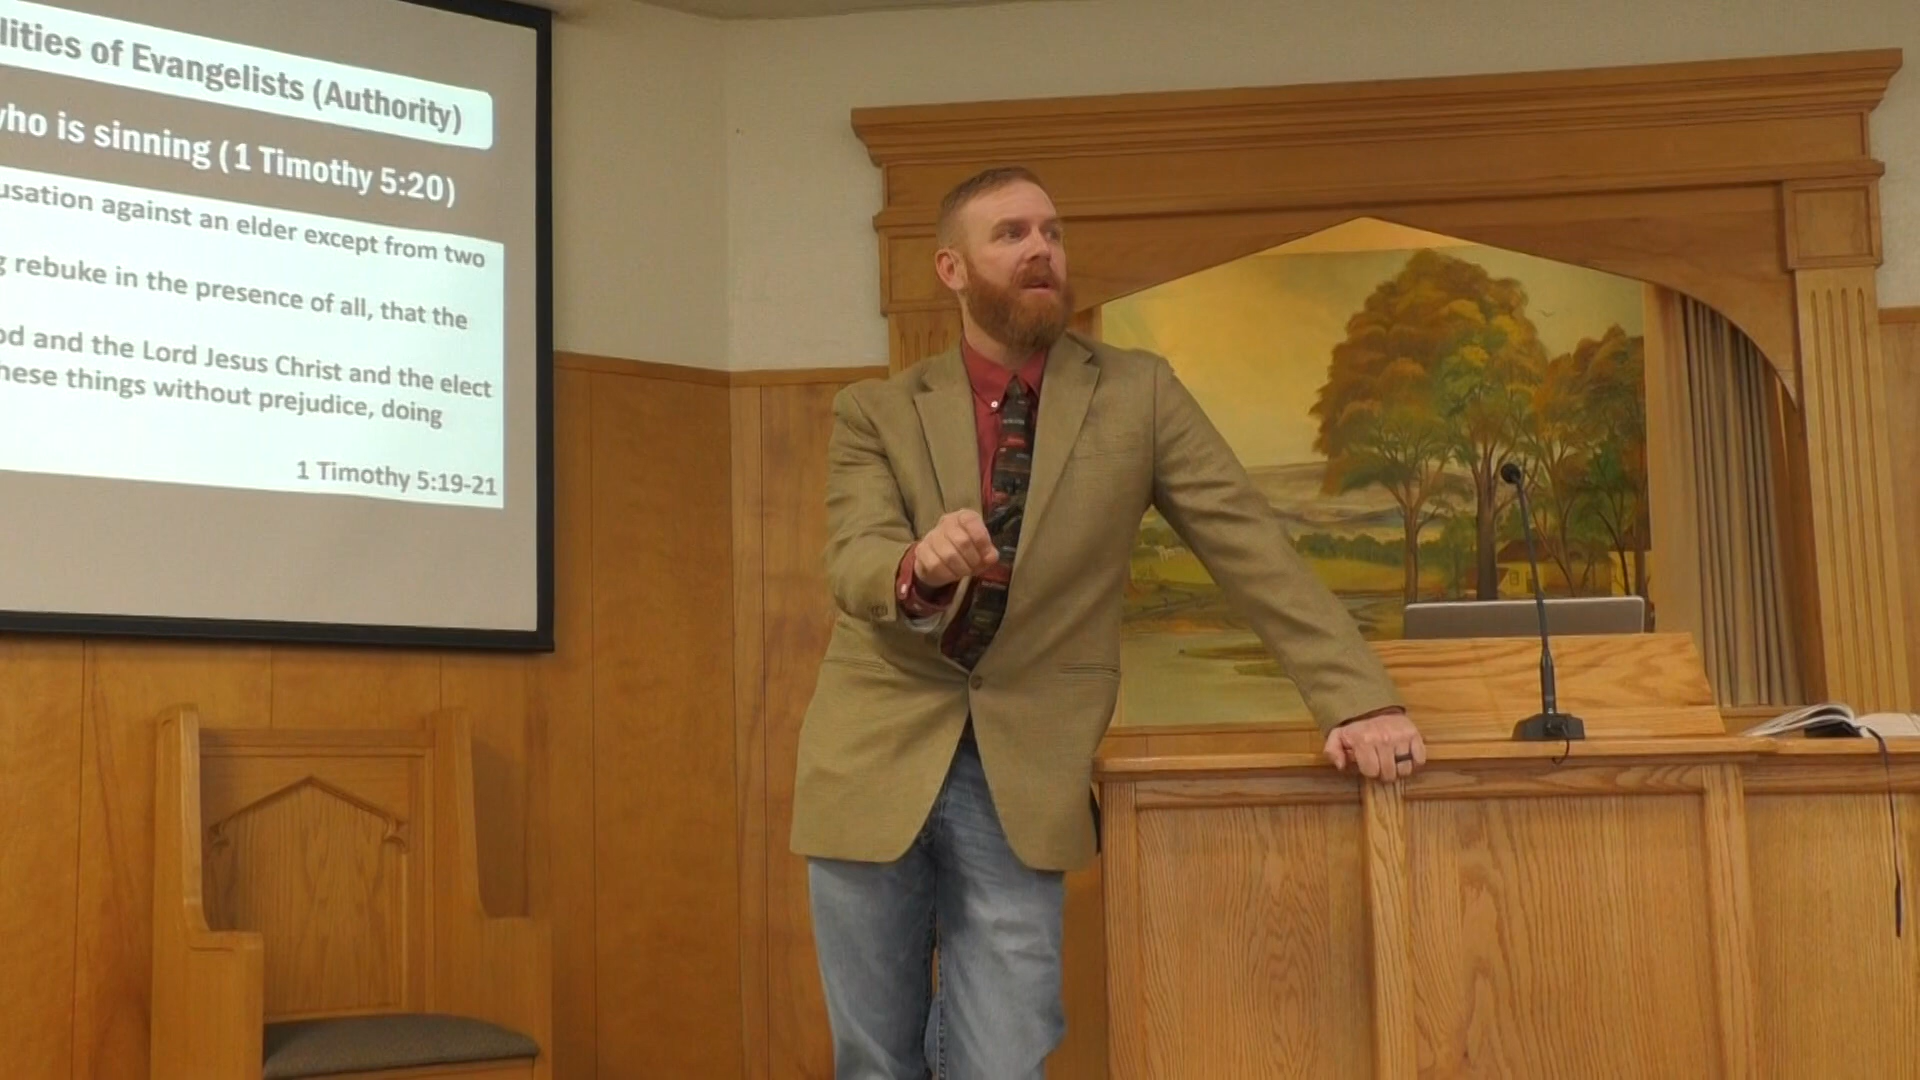 lities of Evangelists (Authority)
who is sinning (1 Timothy 5:20)
usation against an elder except from two
g rebuke in the presence of all, that the
od and the Lord Jesus Christ and the elect
hese things without prejudice, doing
1 Timothy 5:19-21